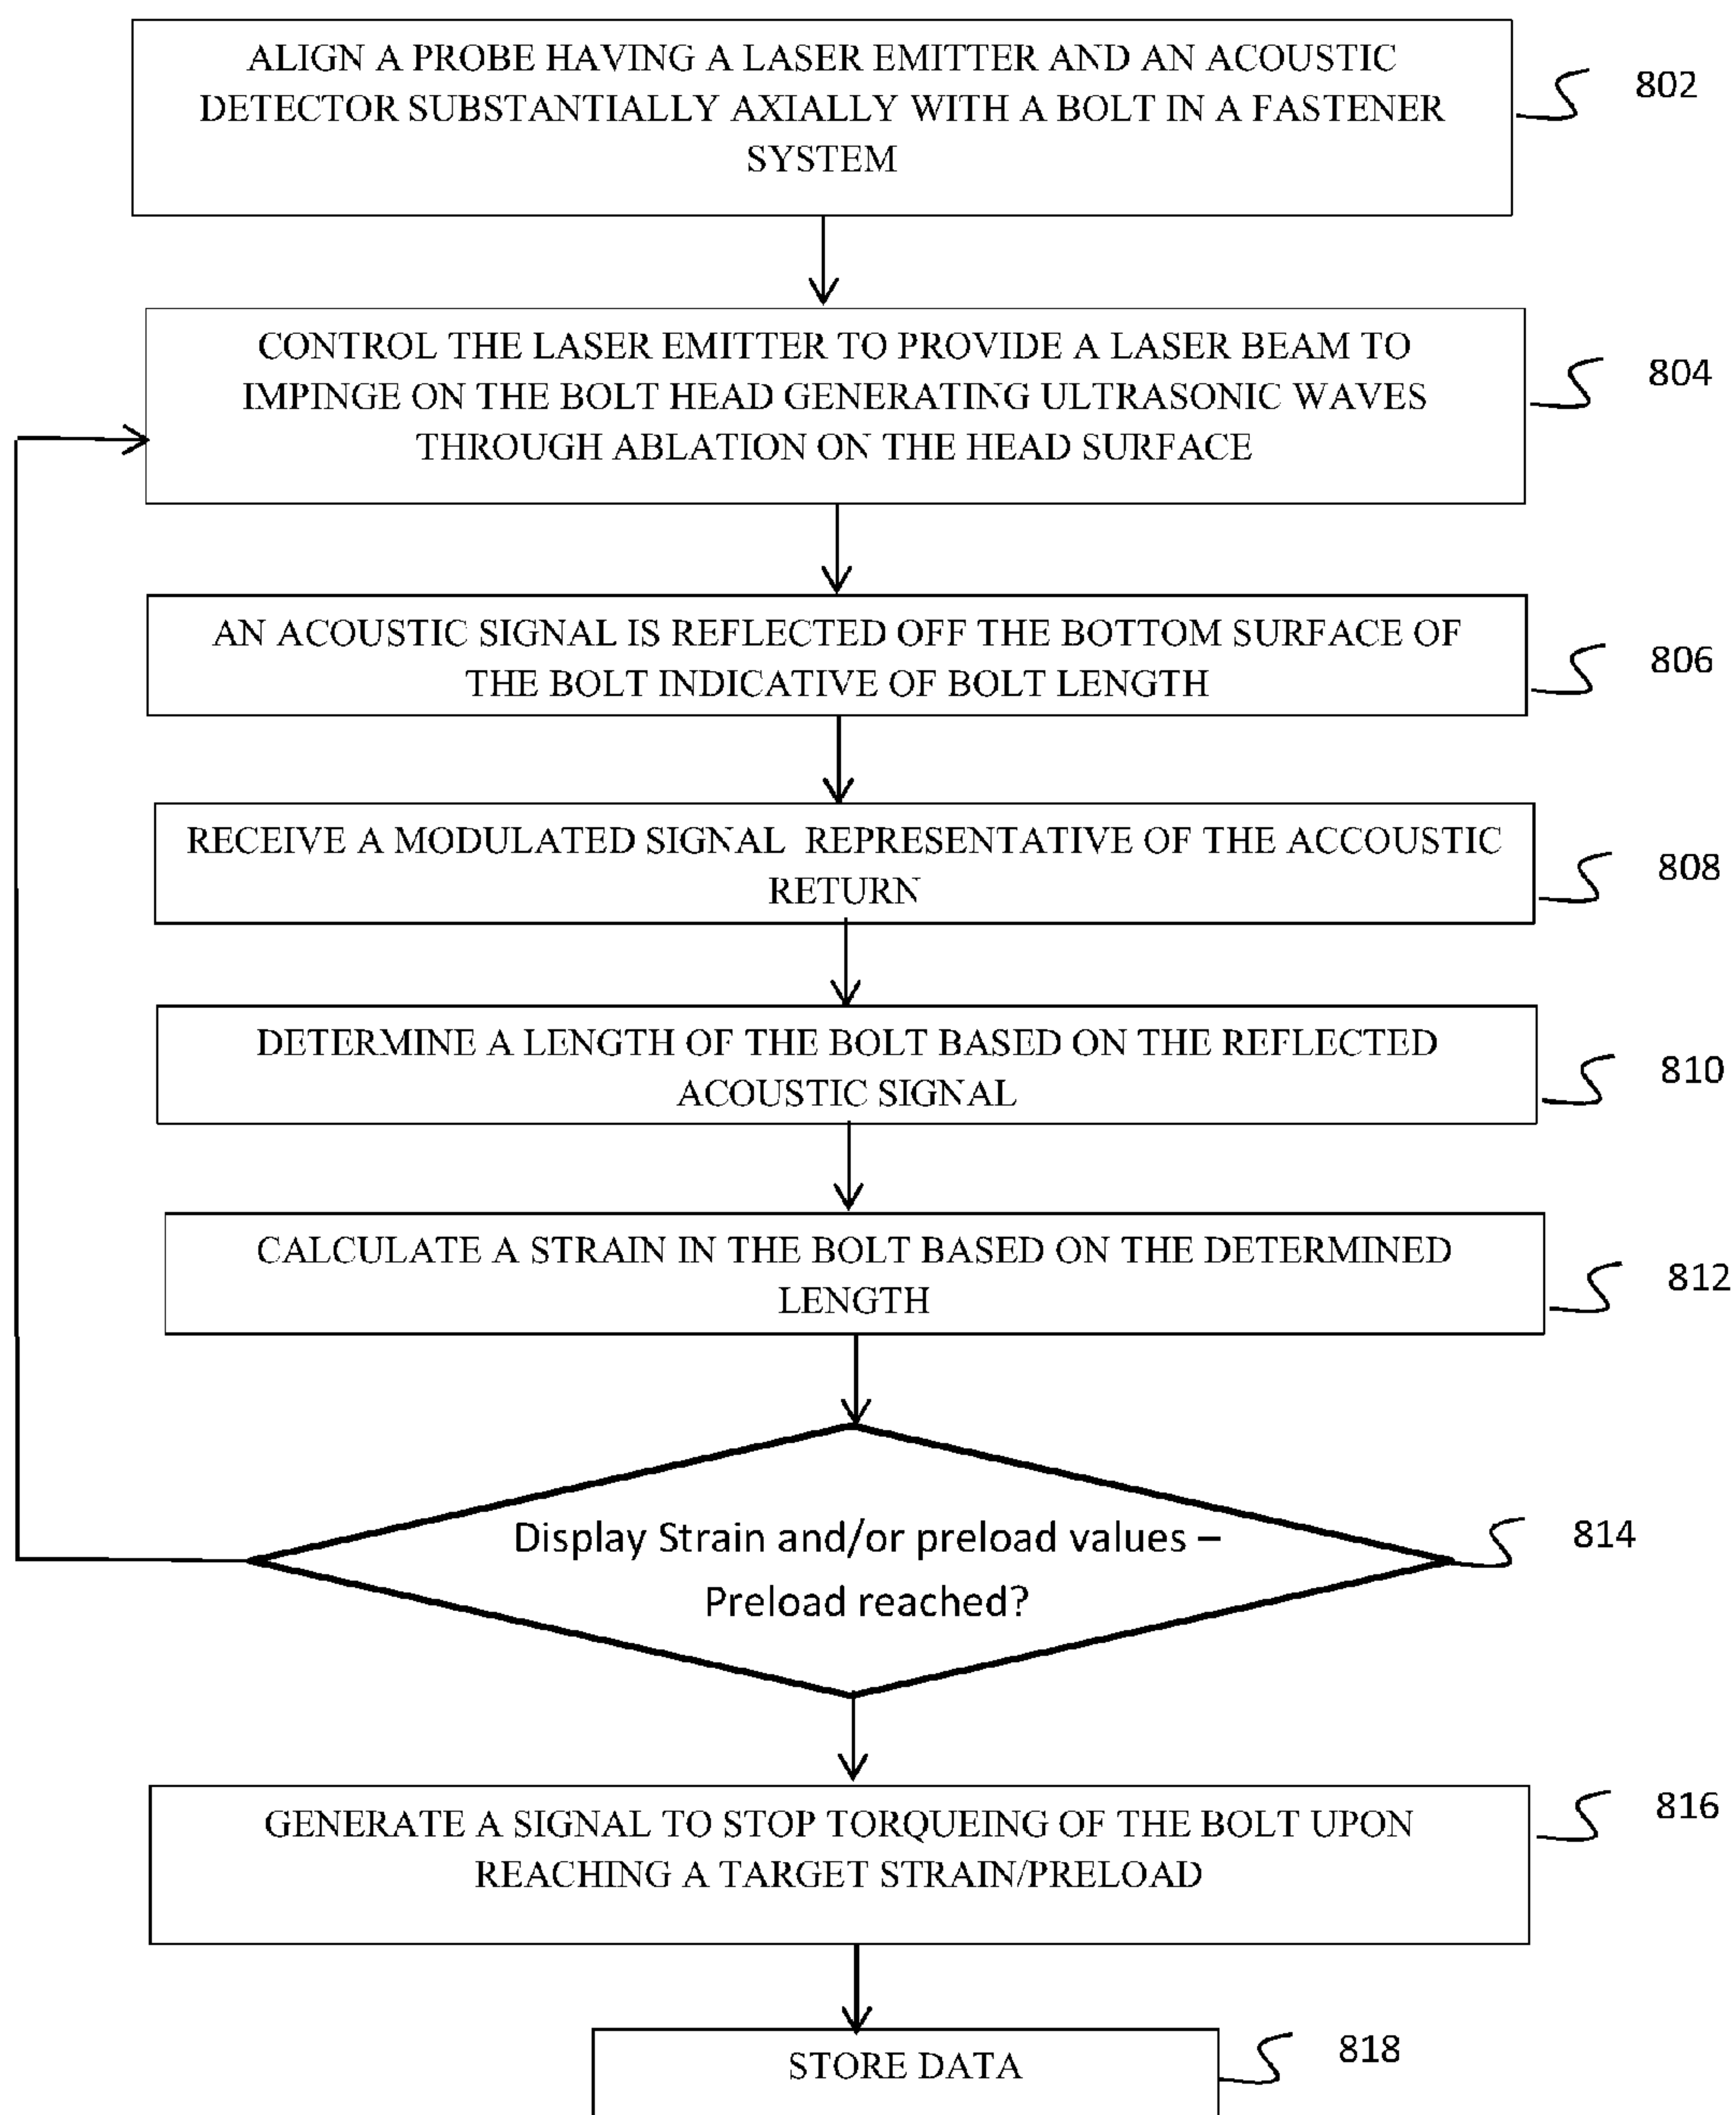 ALIGN A PROBE HAVING A LASER EMITTER AND AN ACOUSTIC
DETECTOR SUBSTANTIALLY AXIALLY WITH A BOLT IN A FASTENER
SYSTEM
802
CONTROL THE LASER EMITTER TO PROVIDE A LASER BEAM TO
IMPINGE ON THE BOLT HEAD GENERATING ULTRASONIC WAVES
THROUGH ABLATION ON THE HEAD SURFACE
804
AN ACOUSTIC SIGNAL IS REFLECTED OFF THE BOTTOM SURFACE OF
THE BOLT INDICATIVE OF BOLT LENGTH
806
RECEIVE A MODULATED SIGNAL REPRESENTATIVE OF THE ACCOUSTIC
RETURN
808
DETERMINE A LENGTH OF THE BOLT BASED ON THE REFLECTED
ACOUSTIC SIGNAL
810
CALCULATE A STRAIN IN THE BOLT BASED ON THE DETERMINED
LENGTH
812
Display Strain and/or preload values –
Preload reached?
814
GENERATE A SIGNAL TO STOP TORQUEING OF THE BOLT UPON
REACHING A TARGET STRAIN/PRELOAD
816
STORE DATA
818